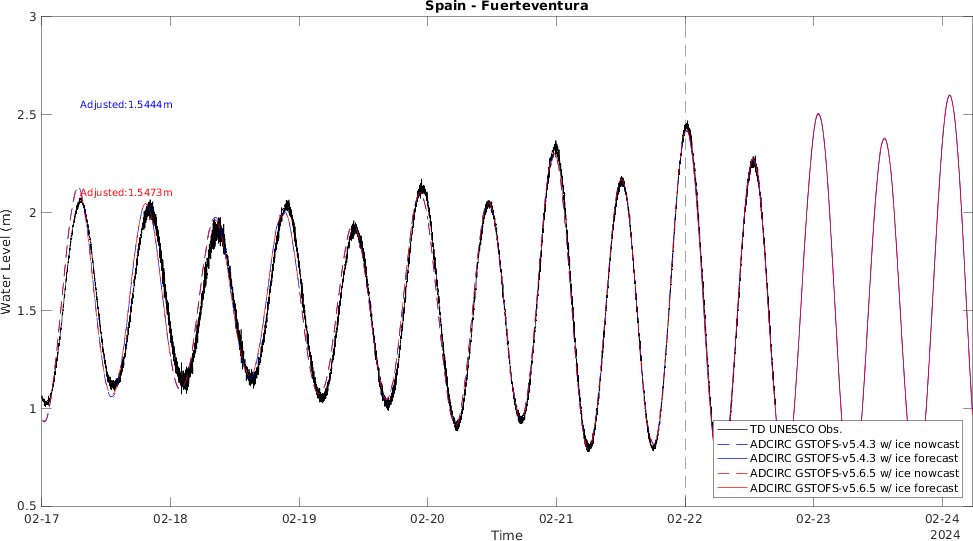 Spain - Fuerteventura
3
2.5
2
1.5
1
0.5
Water Level (m)
Adjusted:1.5444m
Adjusted:1.5473m
TD UNESCO Obs.
ADCIRC GSTOFS-v5.4.3 w/ ice nowcast
ADCIRC GSTOFS-v5.4.3 w/ ice forecast
ADCIRC GSTOFS-v5.6.5 w/ ice nowcast
ADCIRC GSTOFS-v5.6.5 w/ ice forecast
02-17 02-18 02-19 02-20 02-21 02-22 02-23 02-24
Time 2024